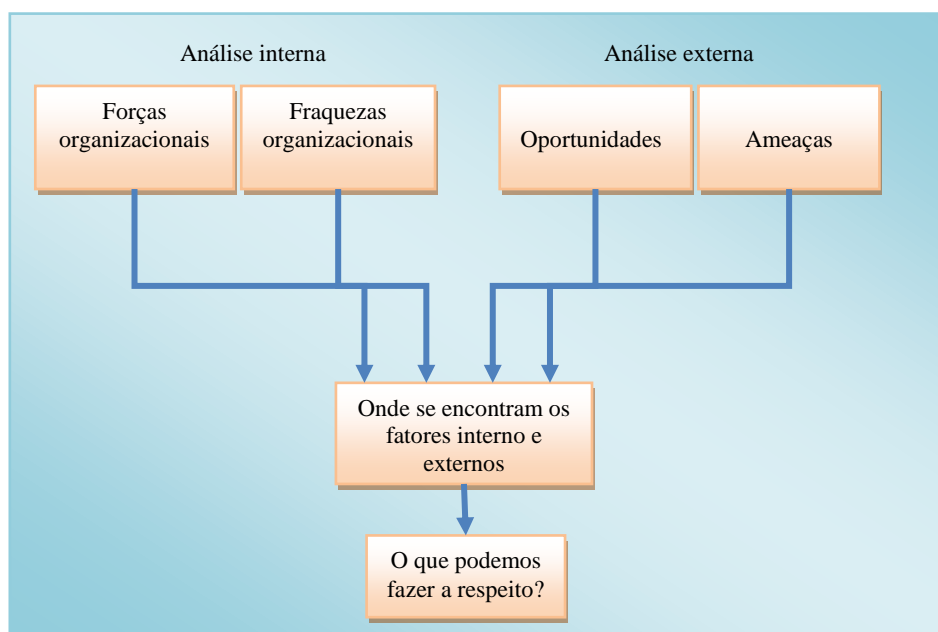 Análise interna
Análise externa
Forças
organizacionais
Fraquezas
organizacionais
Oportunidades
Ameaças
Onde se encontram os
fatores interno e
externos
O que podemos
fazer a respeito?